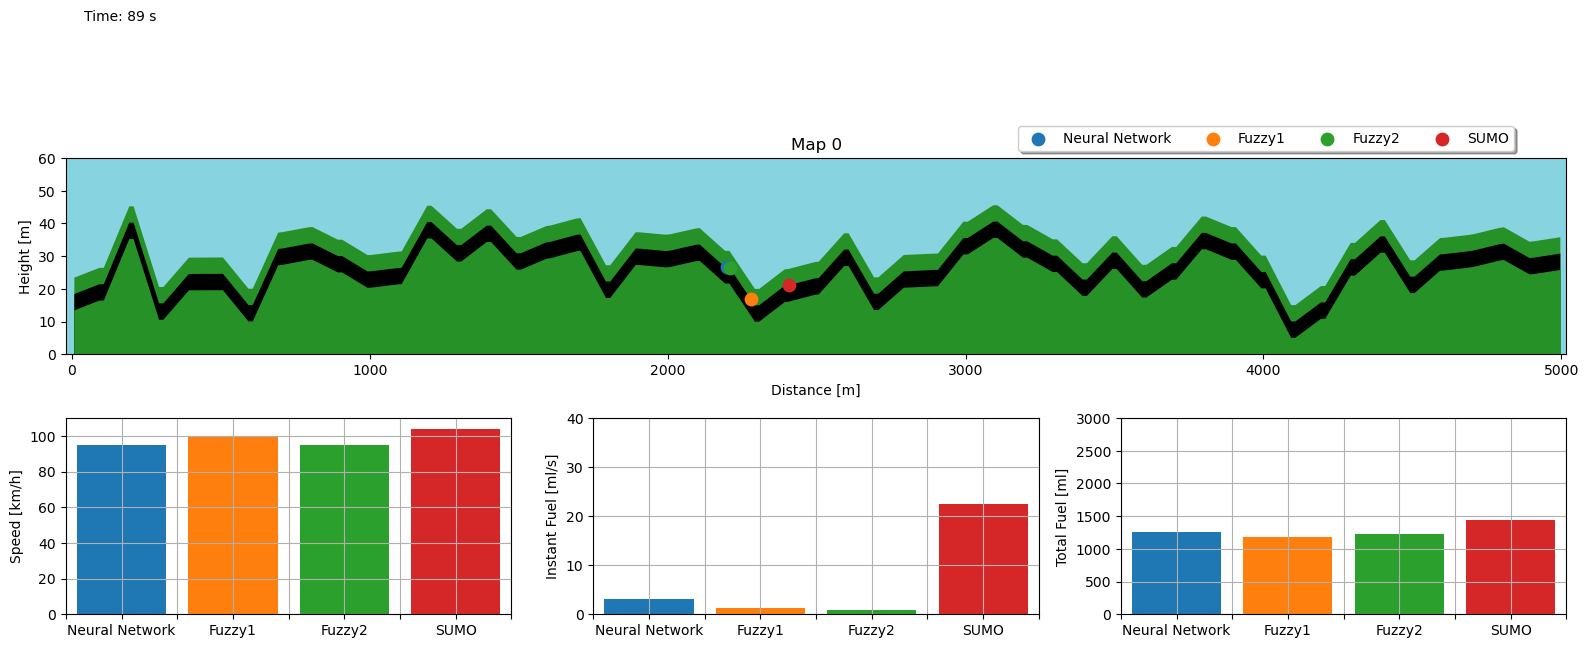 Time: 89 s
Map 0
Neural Network Fuzzy1 Fuzzy2 SUMO
Height [m]
60
50
40
30
20
10
0
0 1000 2000 3000 4000 5000
Distance [m]
Speed [km/h]
100
80
60
40
20
0
Neural Network Fuzzy1 Fuzzy2 SUMO
Instant Fuel [ml/s]
40
30
20
10
0
Neural Network Fuzzy1 Fuzzy2 SUMO
Total Fuel [ml]
3000
2500
2000
1500
1000
500
0
Neural Network Fuzzy1 Fuzzy2 SUMO